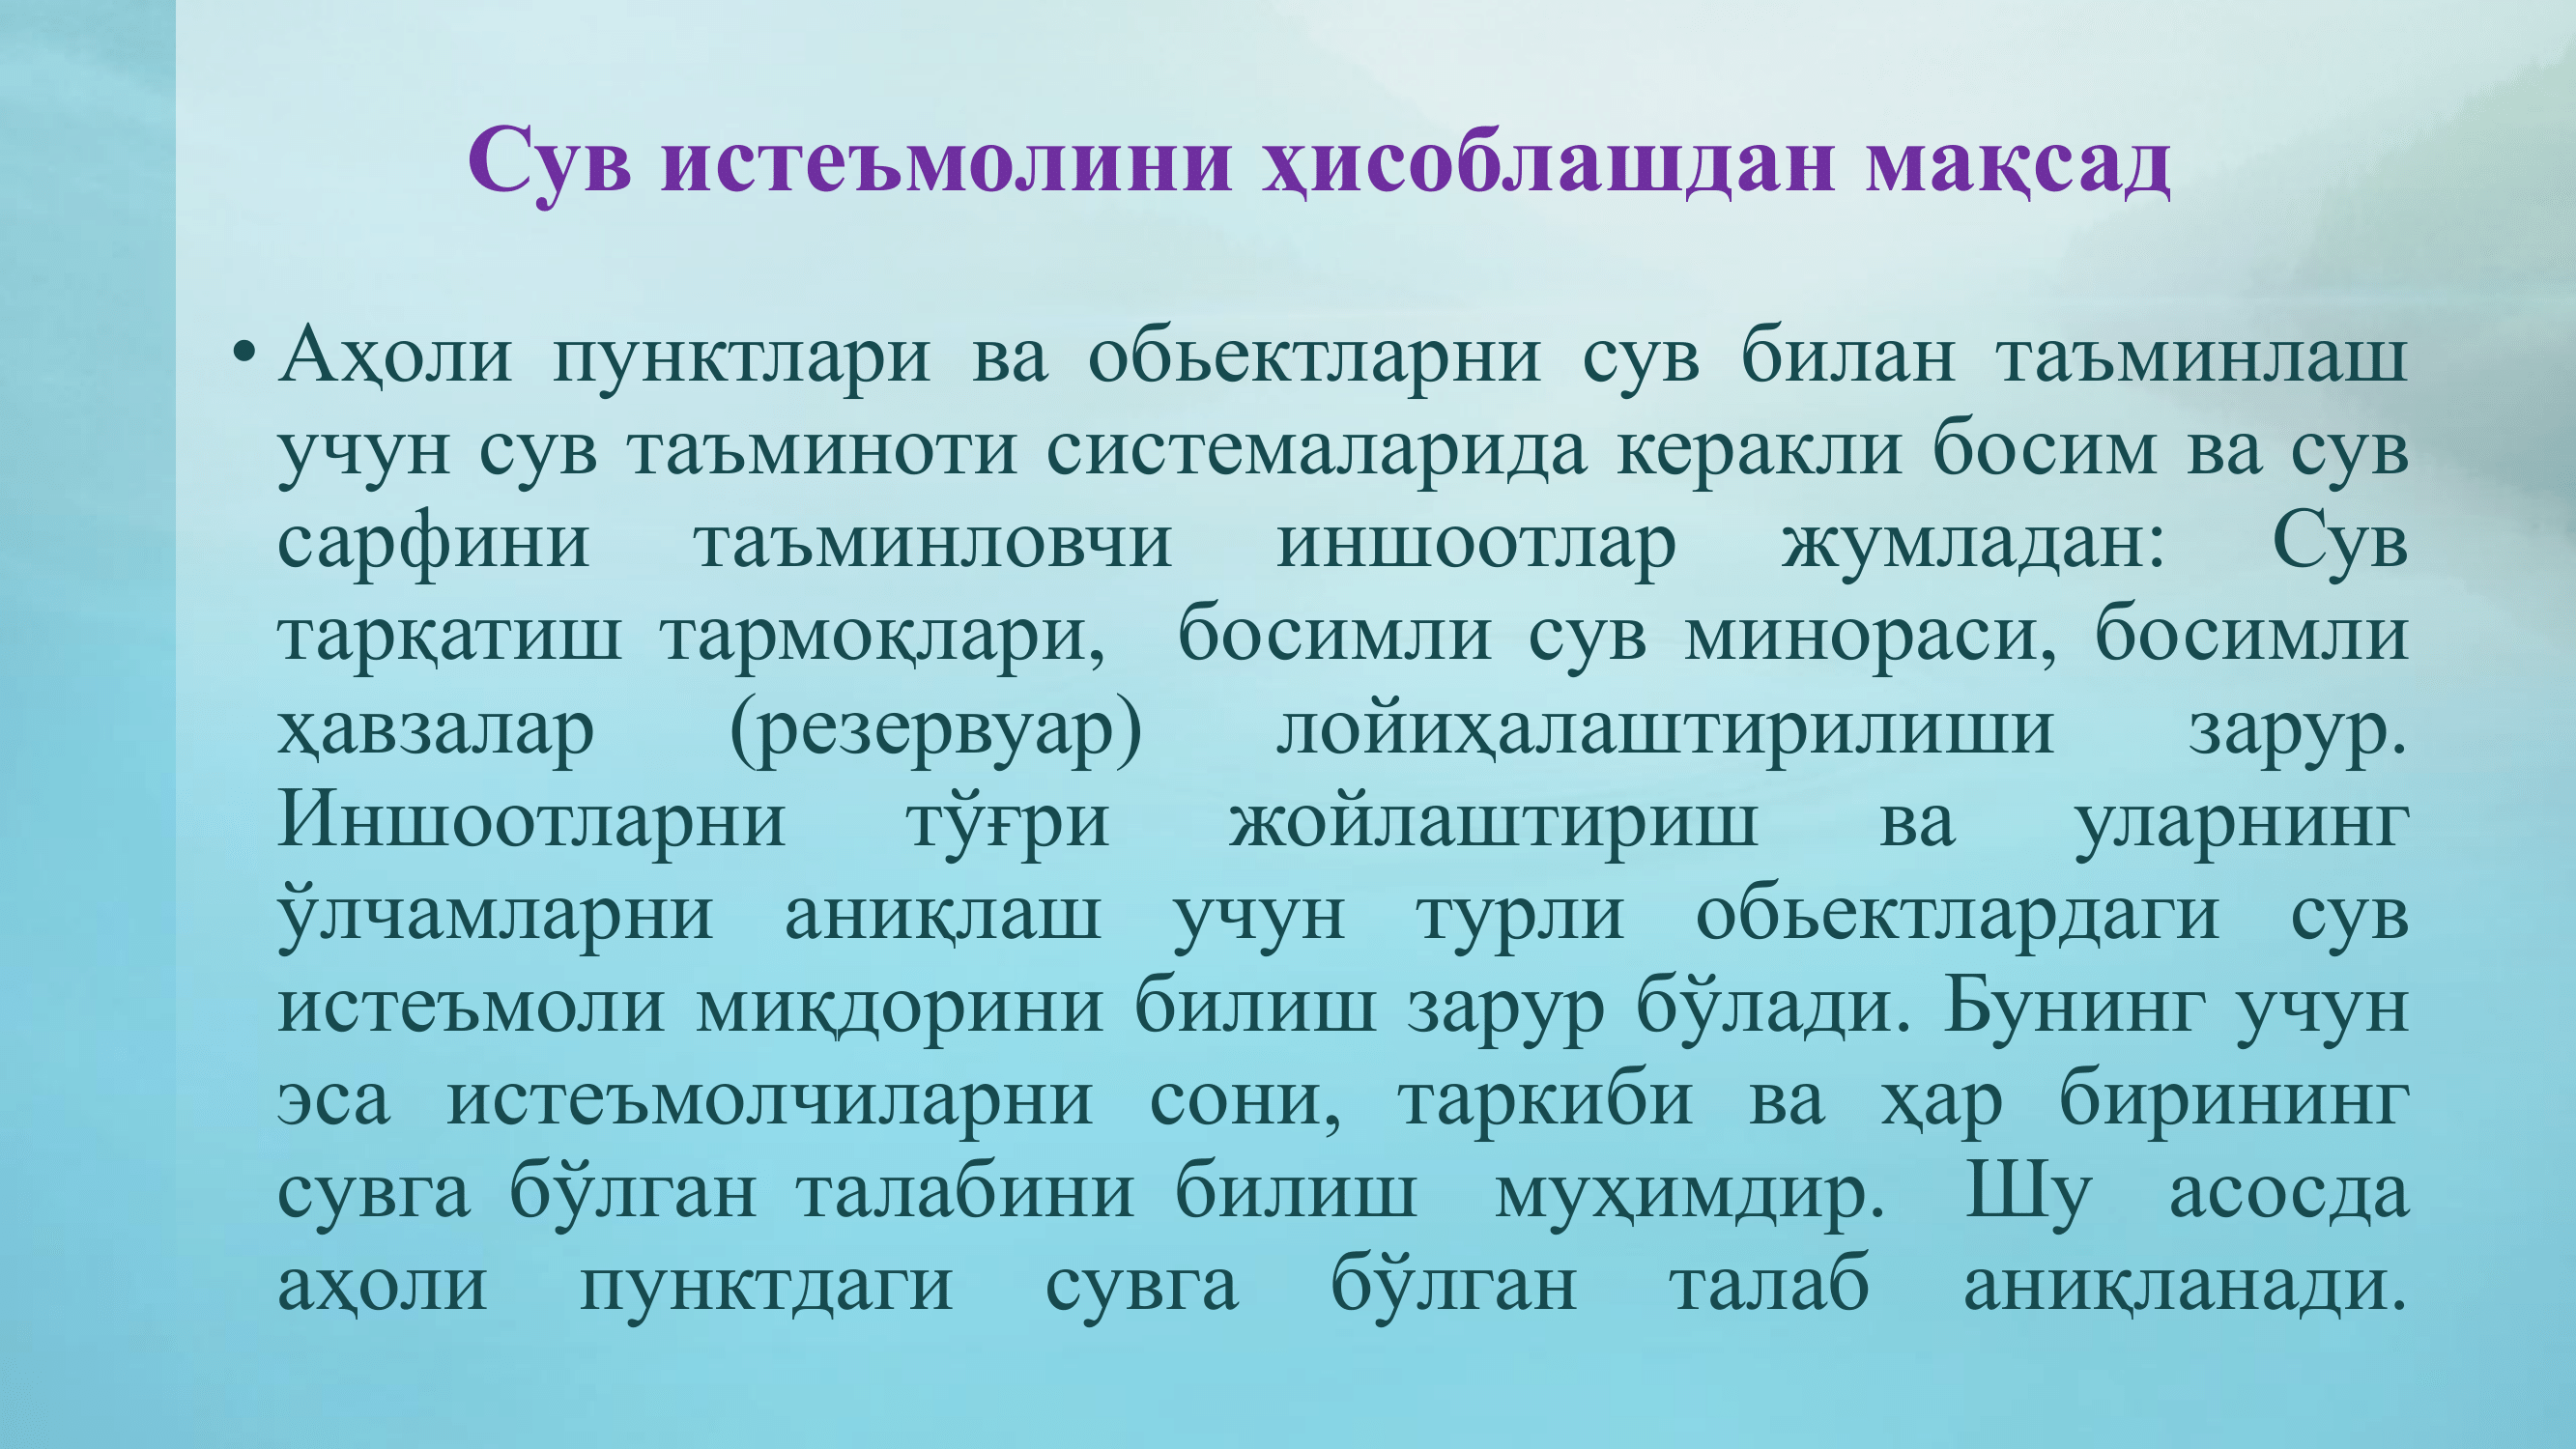 Сув истеъмолини ҳисоблашдан мақсад
• Аҳоли пунктлари ва обьектларни сув билан таъминлаш
учун сув таъминоти системаларида керакли босим ва сув
сарфини таъминловчи иншоотлар жумладан: Сув
тарқатиш тармоқлари, босимли сув минораси, босимли
ҳавзалар (резервуар) лойиҳалаштирилиши зарур.
Иншоотларни тўғри жойлаштириш ва уларнинг
ўлчамларни аниқлаш учун турли обьектлардаги сув
истеъмоли миқдорини билиш зарур бўлади. Бунинг учун
эса истеъмолчиларни сони, таркиби ва ҳар бирининг
сувга бўлган талабини билиш муҳимдир. Шу асосда
аҳоли пунктдаги сувга бўлган талаб аниқланади.